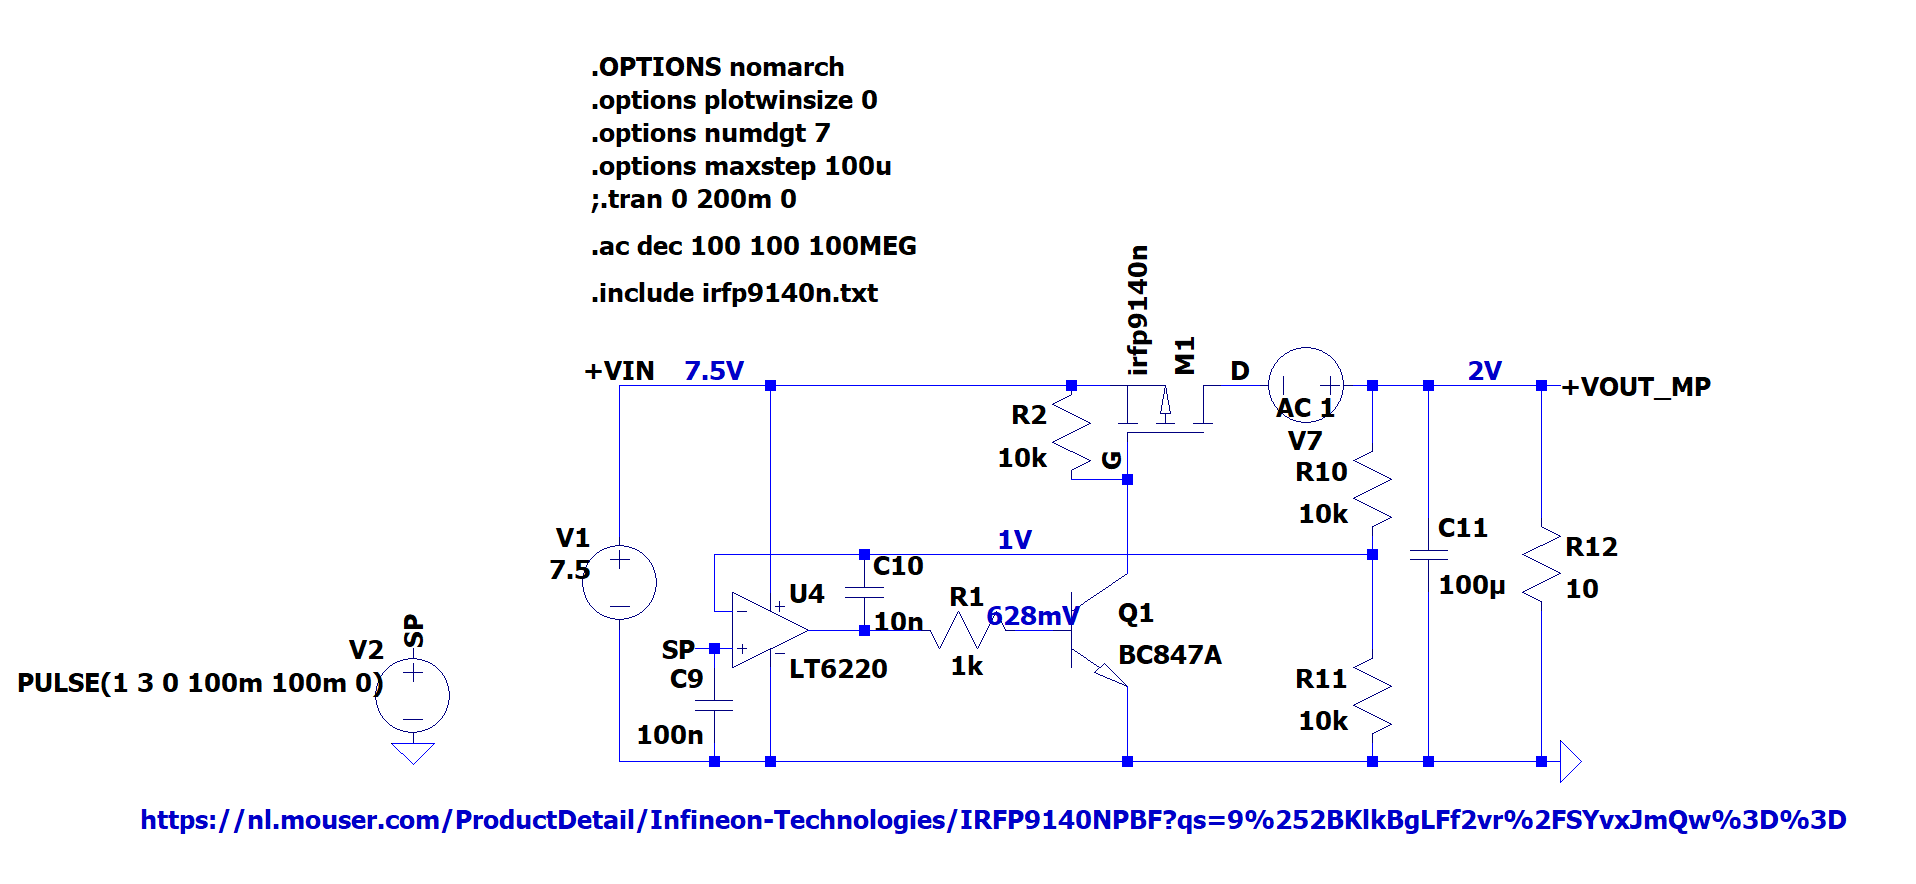 .OPTIONS nomarch
.options plotwinsize 0
.options numdgt 7
.options maxstep 100u
;.tran 0 200m 0
.ac dec 100 100 100MEG
.include irfp9140n.txt
irfp9140n
M1
+VIN 7.5V
D
2V
+VOUT_MP
AC 1
V7
R2
10k
G
R10
10k
V1
7.5
1V
C10
10n
C11
100µ
R12
10
U4
LT6220
R1
1k
628mV
Q1
BC847A
SP
V2
PULSE(1 3 0 100m 100m 0)
SP
C9
100n
R11
10k
https://nl.mouser.com/ProductDetail/Infineon-Technologies/IRFP9140NPBF?qs=9%252BKlkBgLFf2vr%2FSYvxJmQw%3D%3D